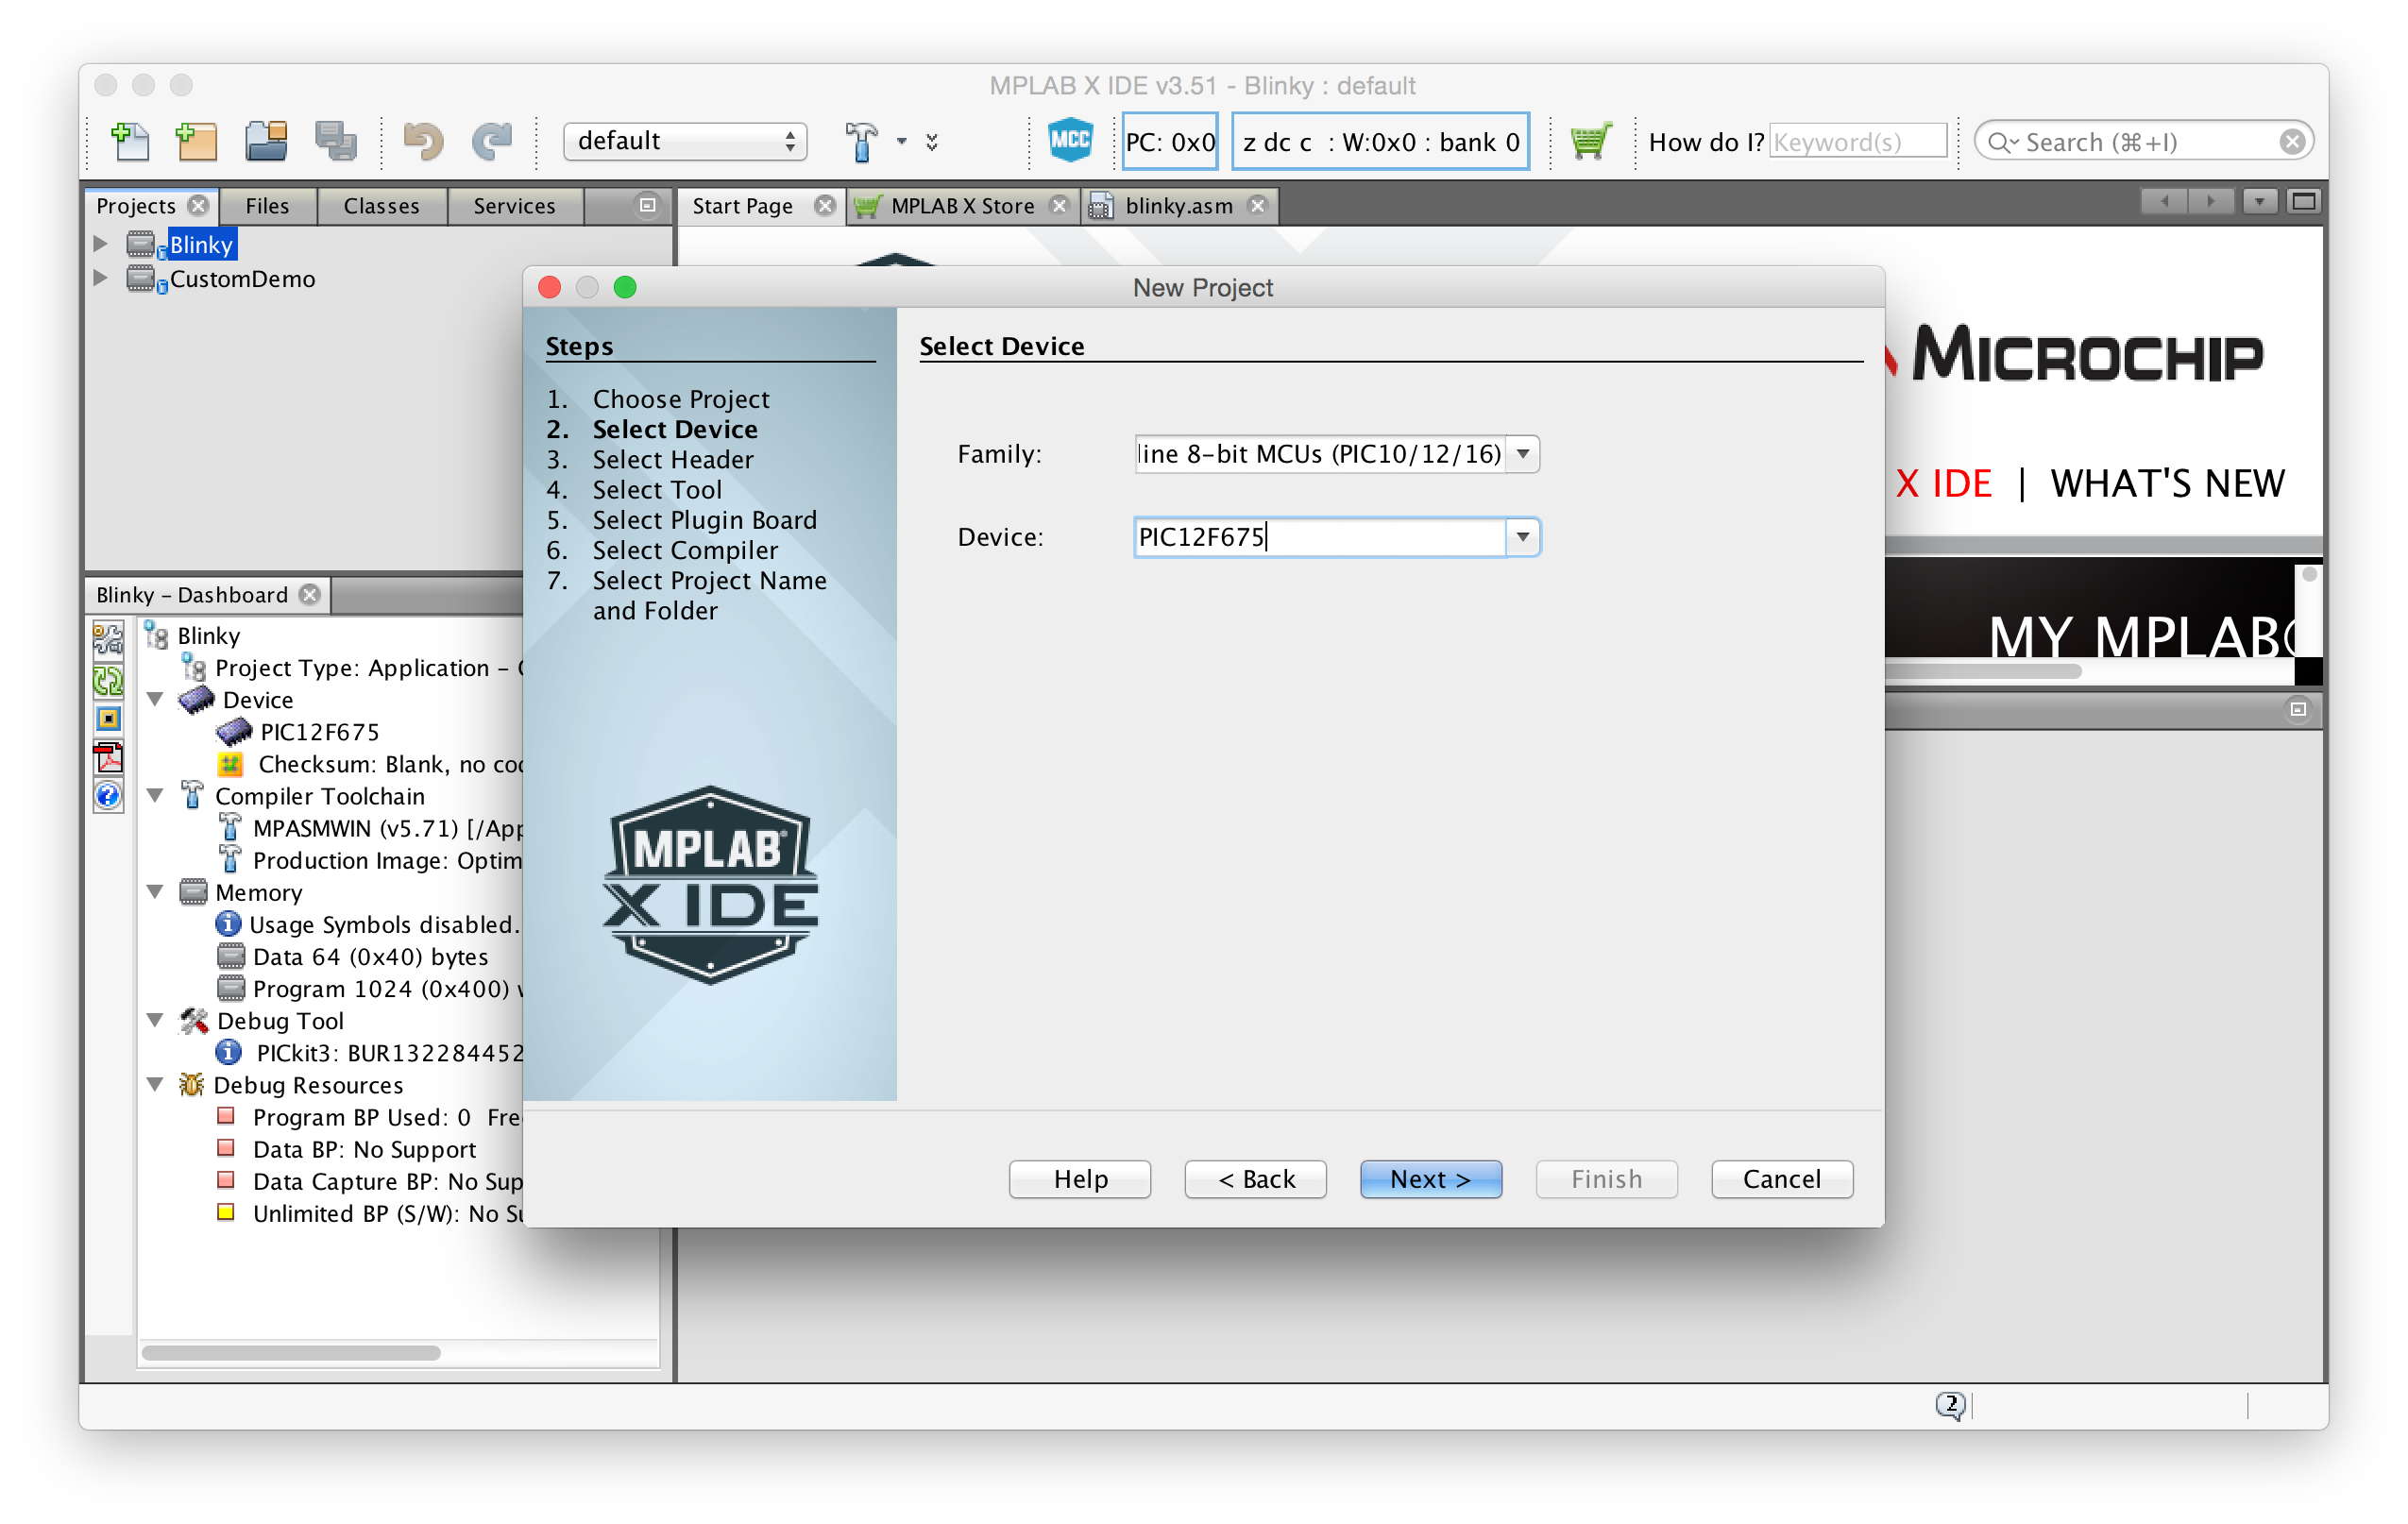 MPLAB X IDE v3.51 - Blinky : default
default
MCC
PC: 0x0
z dc c : W:0x0 : bank 0
How do I?
Keyword(s)
Search (⌘+I)
Projects
Files
Classes
Services
Start Page
MPLAB X Store
blinky.asm
Blinky
CustomDemo
New Project
Steps
1. Choose Project
2. Select Device
3. Select Header
4. Select Tool
5. Select Plugin Board
6. Select Compiler
7. Select Project Name
and Folder
MPLAB®
X IDE
Select Device
Family:
line 8-bit MCUs (PIC10/12/16)
Device:
PIC12F675
Help
< Back
Next >
Finish
Cancel
MICROCHIP
X IDE | WHAT'S NEW
MY MPLAB®
Blinky – Dashboard
Blinky
Project Type: Application –
Device
PIC12F675
Checksum: Blank, no
Compiler Toolchain
MPASMWIN (v5.71) [/App
Production Image: Optim
Memory
Usage Symbols disabled.
Data 64 (0x40) bytes
Program 1024 (0x400)
Debug Tool
PICkit3: BUR132284452
Debug Resources
Program BP Used: 0 Fre
Data BP: No Support
Data Capture BP: No Sup
Unlimited BP (S/W): No
2